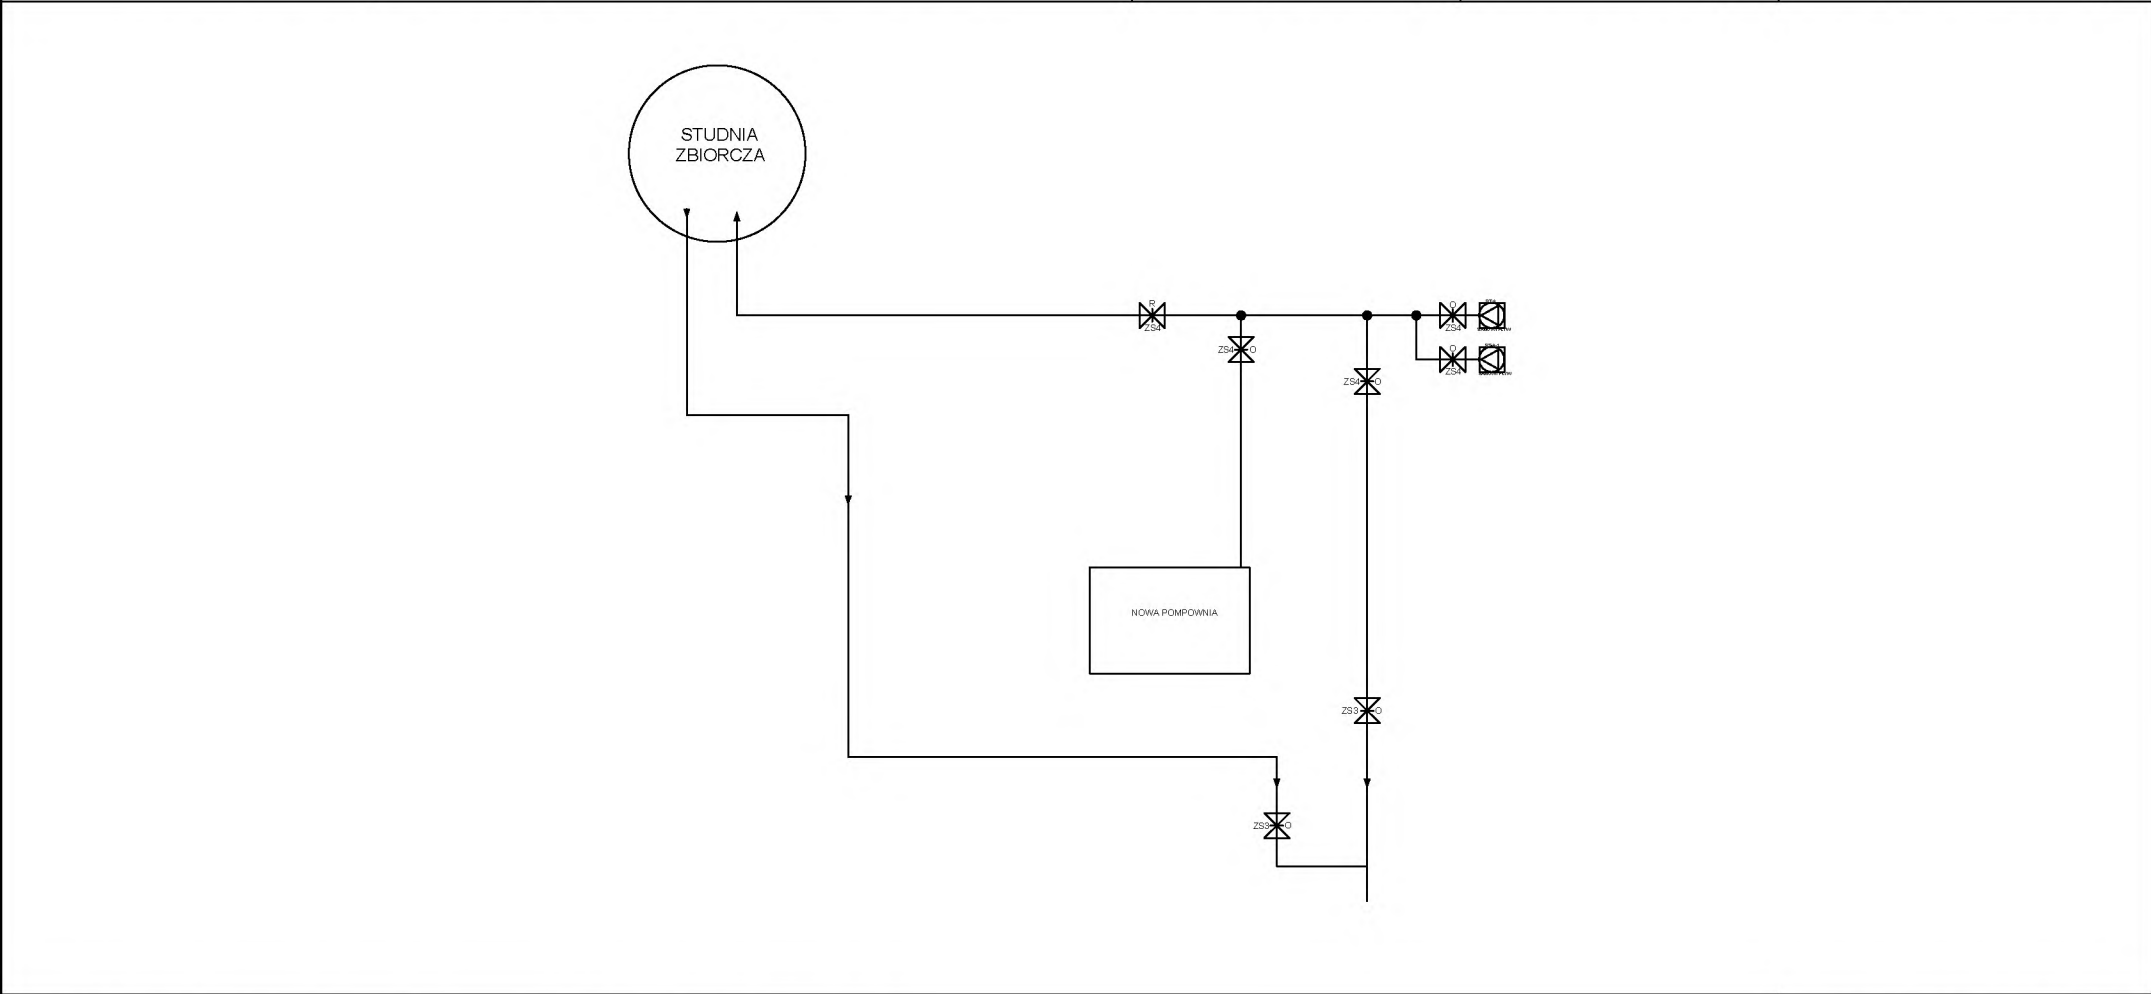 STUDNIA
ZBIORCZA
R
ZS4
O
ZS4
O
ZS4
ZS4 O
ZS4 O
NOWA POMPOWNIA
ZS3 O
ZS3 O